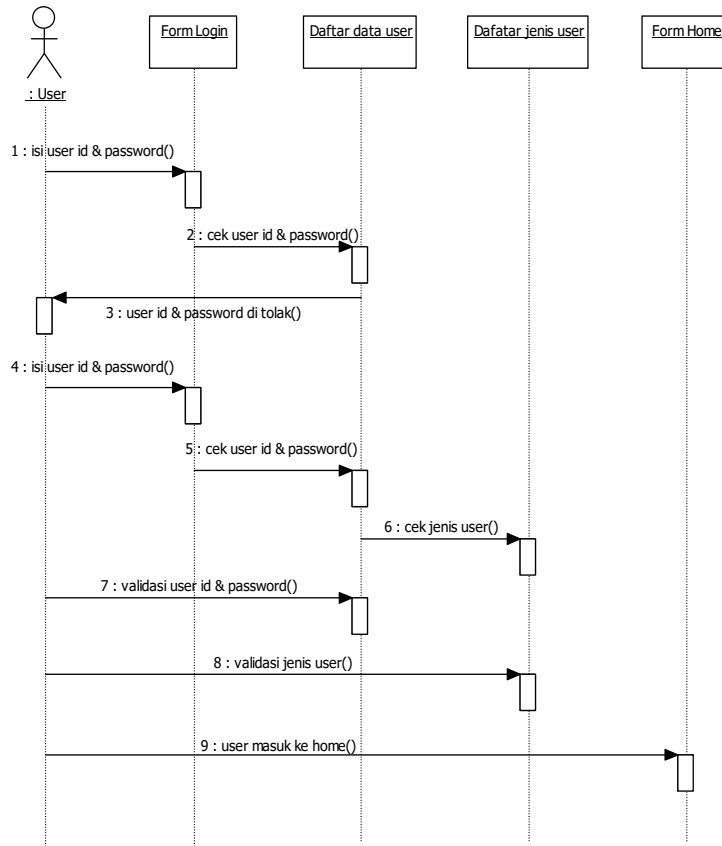 Form Login
Daftar data user
Dafatar jenis user
Form Home
: User
1 : isi user id & password()
2 : cek user id & password()
3 : user id & password di tolak()
4 : isi user id & password()
5 : cek user id & password()
6 : cek jenis user()
7 : validasi user id & password()
8 : validasi jenis user()
9 : user masuk ke home()